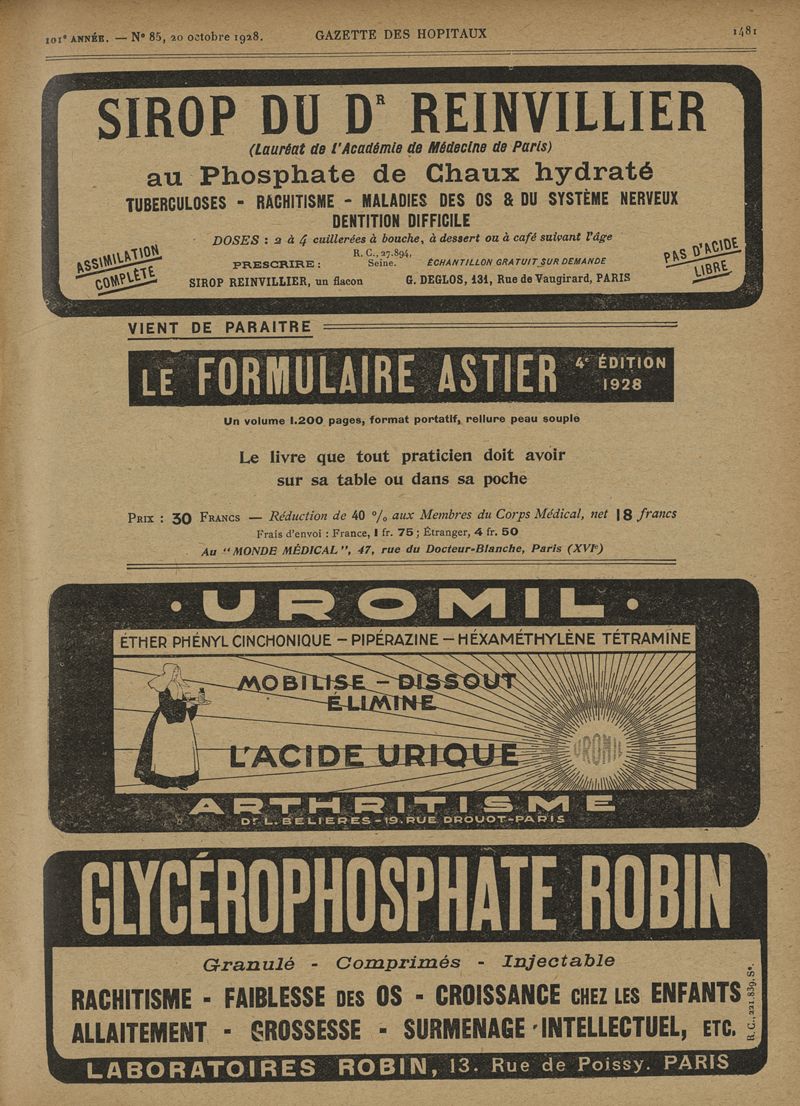 101e ANNÉE. — No 85, 20 octobre 1928. GAZETTE DES HOPITAUX 1481
SIROP DU DR REINVILLIER
(Lauréat de l'Académie de Médecine de Paris)
au Phosphate de Chaux hydraté
TUBERCULOSES - RACHITISME - MALADIES DES OS & DU SYSTÈME NERVEUX
DENTITION DIFFICILE
DOSES : 2 à 4 cuillerées à bouche, à dessert ou à café suivant l'âge
ASSIMILATION
COMPLÈTE
PRESCRIRE : R. C., 27.894, Seine. ÉCHANTILLON GRATUIT SUR DEMANDE
SIROP REINVILLIER, un flacon G. DEGLOS, 131, Rue de Vaugirard, PARIS
PAS D'ACIDE
LIBRE
VIENT DE PARAITRE
LE FORMULAIRE ASTIER 4e ÉDITION
1928
Un volume 1.200 pages, format portatif, reliure peau souple
Le livre que tout praticien doit avoir
sur sa table ou dans sa poche
PRIX : 30 FRANCS — Réduction de 40 % aux Membres du Corps Médical, net 18 francs
Frais d'envoi : France, 1 fr. 75 ; Étranger, 4 fr. 50
Au "MONDE MÉDICAL", 47, rue du Docteur-Blanche, Paris (XVIe)
· UROMIL ·
ÉTHER PHÉNYL CINCHONIQUE — PIPÉRAZINE — HÉXAMÉTHYLÈNE TÉTRAMINE
MOBILISE — DISSOUT
ÉLIMINE
L'ACIDE URIQUE
UROMIL
ARTHRITISME
Dr L. BELIERES - 19. RUE DROUOT - PARIS
GLYCÉROPHOSPHATE ROBIN
Granulé - Comprimés - Injectable
RACHITISME - FAIBLESSE DES OS - CROISSANCE CHEZ LES ENFANTS
ALLAITEMENT - GROSSESSE - SURMENAGE INTELLECTUEL, ETC.
R. C., 221.839, Se.
LABORATOIRES ROBIN, 13. Rue de Poissy. PARIS